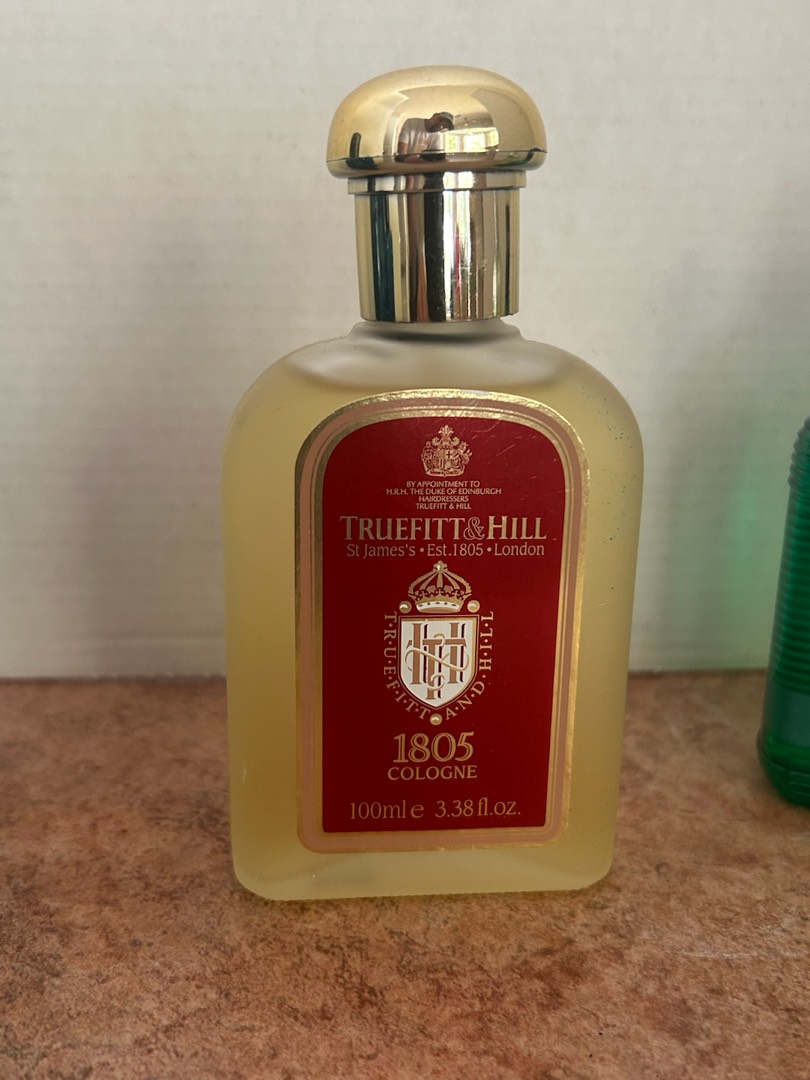 BY APPOINTMENT TO
H.R.H. THE DUKE OF EDINBURGH
HAIRDRESSERS
TRUEFITT & HILL
TRUEFITT&HILL
St James's • Est.1805 • London
T·R·U·E·F·I·T·T A·N·D·H·I·L·L
1805
COLOGNE
100ml e 3.38 fl.oz.